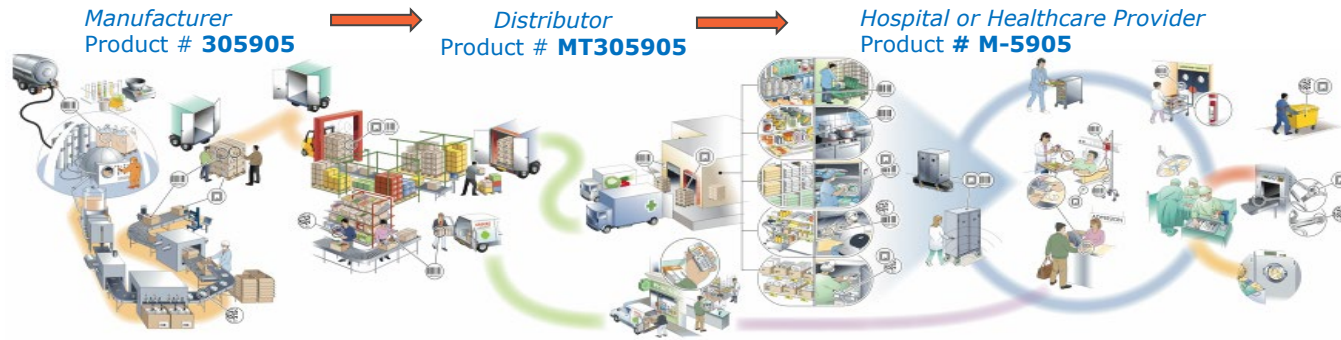 Manufacturer
Product # 305905
Distributor
Product # MT305905
Hospital or Healthcare Provider
Product # M-5905